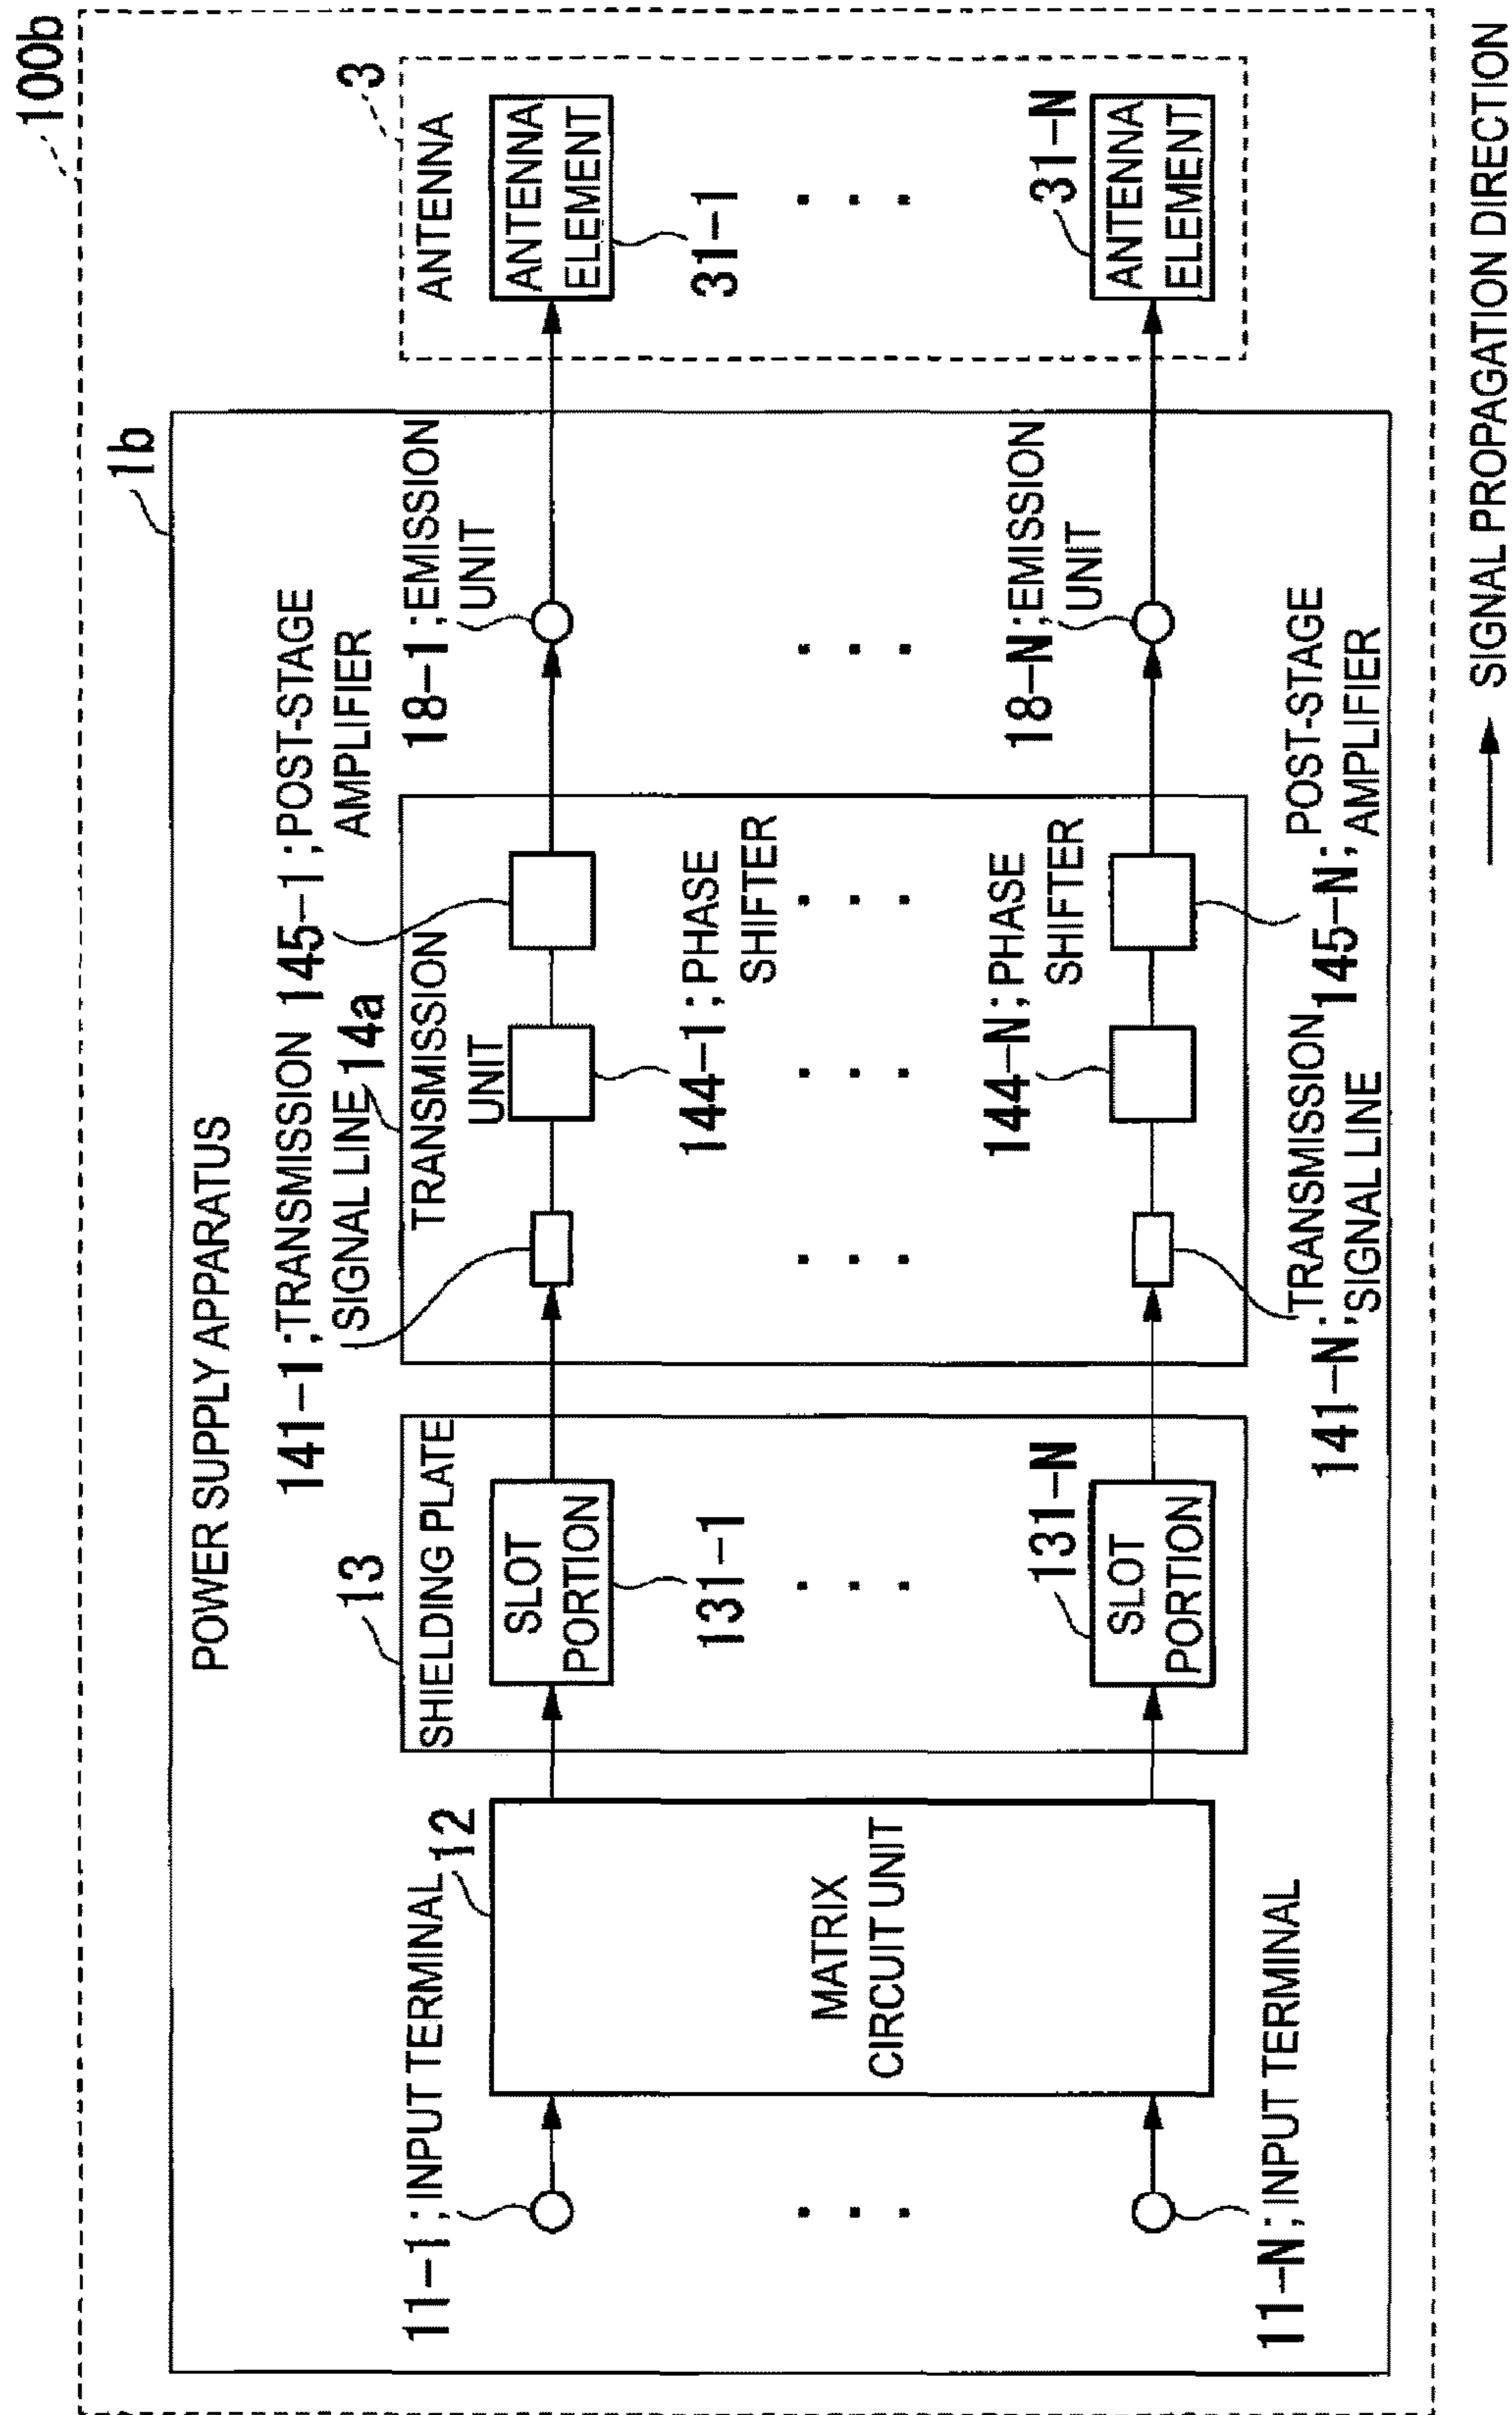 100b
1b
POWER SUPPLY APPARATUS
11-1 ; INPUT TERMINAL
12
MATRIX
CIRCUIT UNIT
11-N ; INPUT TERMINAL
13
SHIELDING PLATE
SLOT
PORTION
131-1
131-N
SLOT
PORTION
141-1 ; TRANSMISSION
SIGNAL LINE
14a
TRANSMISSION
UNIT
145-1 ; POST-STAGE
AMPLIFIER
144-1 ; PHASE
SHIFTER
144-N ; PHASE
SHIFTER
141-N ; TRANSMISSION
SIGNAL LINE
145-N ; POST-STAGE
AMPLIFIER
18-1 ; EMISSION
UNIT
18-N ; EMISSION
UNIT
3
ANTENNA
ANTENNA
ELEMENT
31-1
31-N
ANTENNA
ELEMENT
SIGNAL PROPAGATION DIRECTION